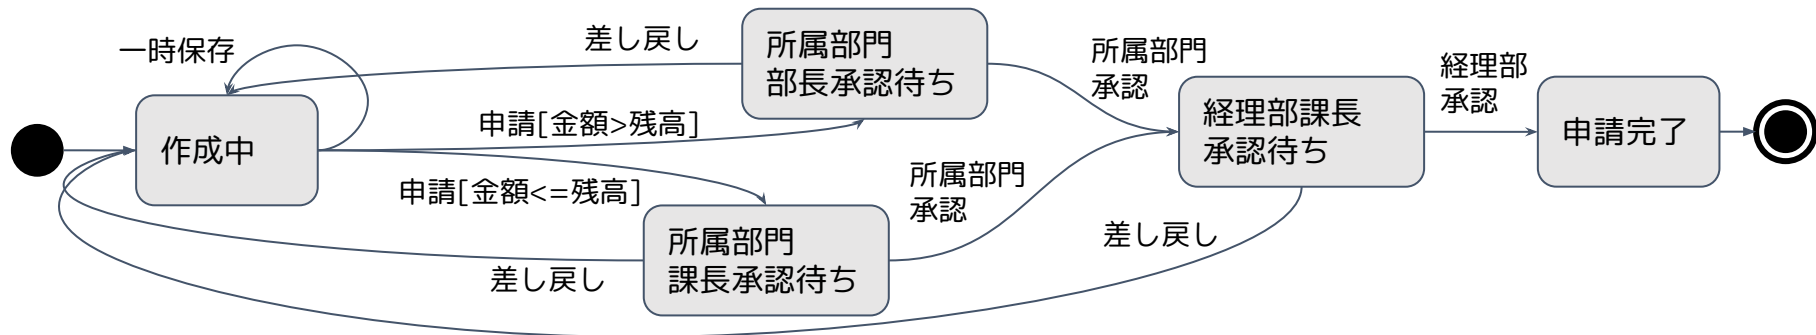 一時保存
作成中
差し戻し
申請[金額>残高]
申請[金額<=残高]
所属部門
部長承認待ち
所属部門
課長承認待ち
差し戻し
所属部門
承認
所属部門
承認
経理部課長
承認待ち
差し戻し
経理部
承認
申請完了